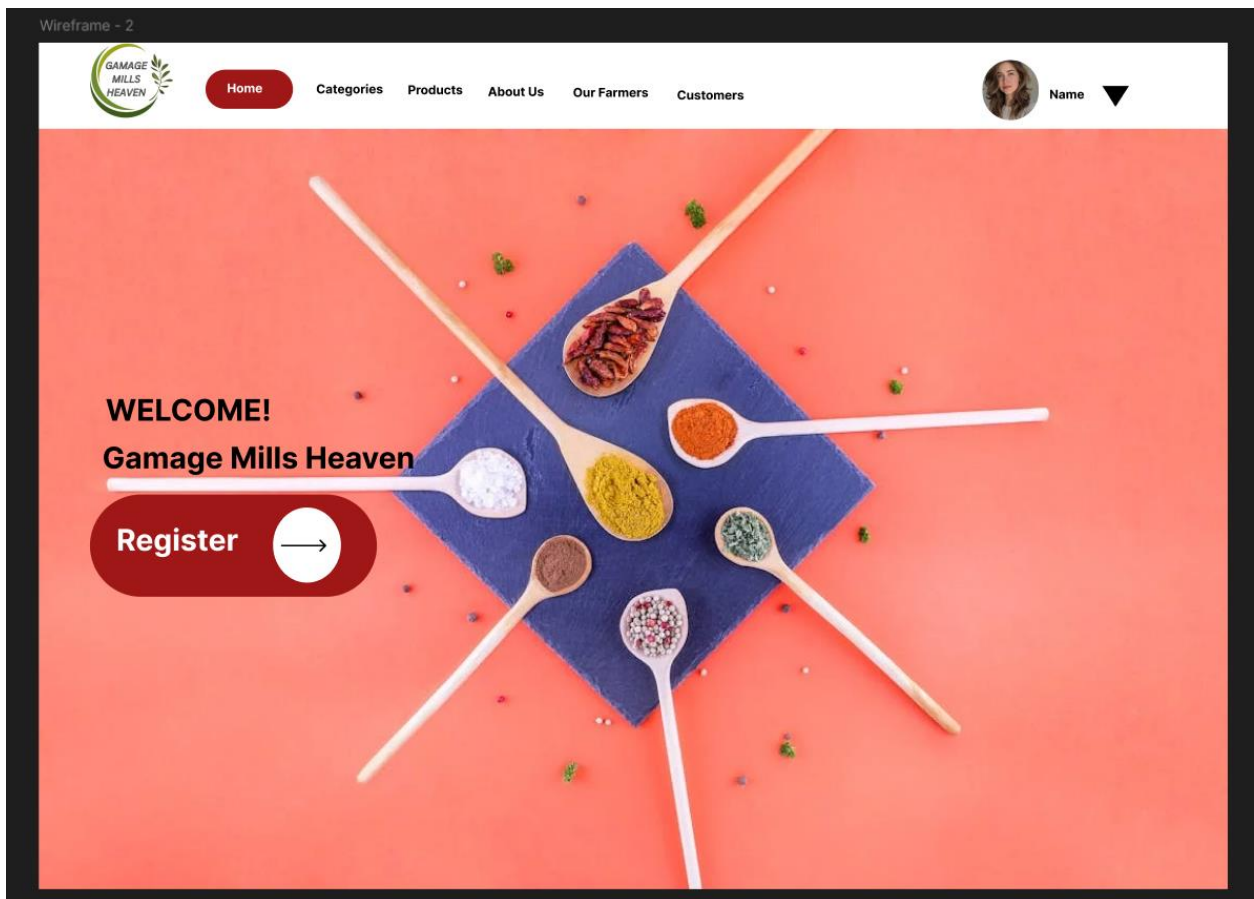 Wireframe - 2
GAMAGE
MILLS
HEAVEN
Home Categories Products About Us Our Farmers Customers Name
WELCOME!
Gamage Mills Heaven
Register